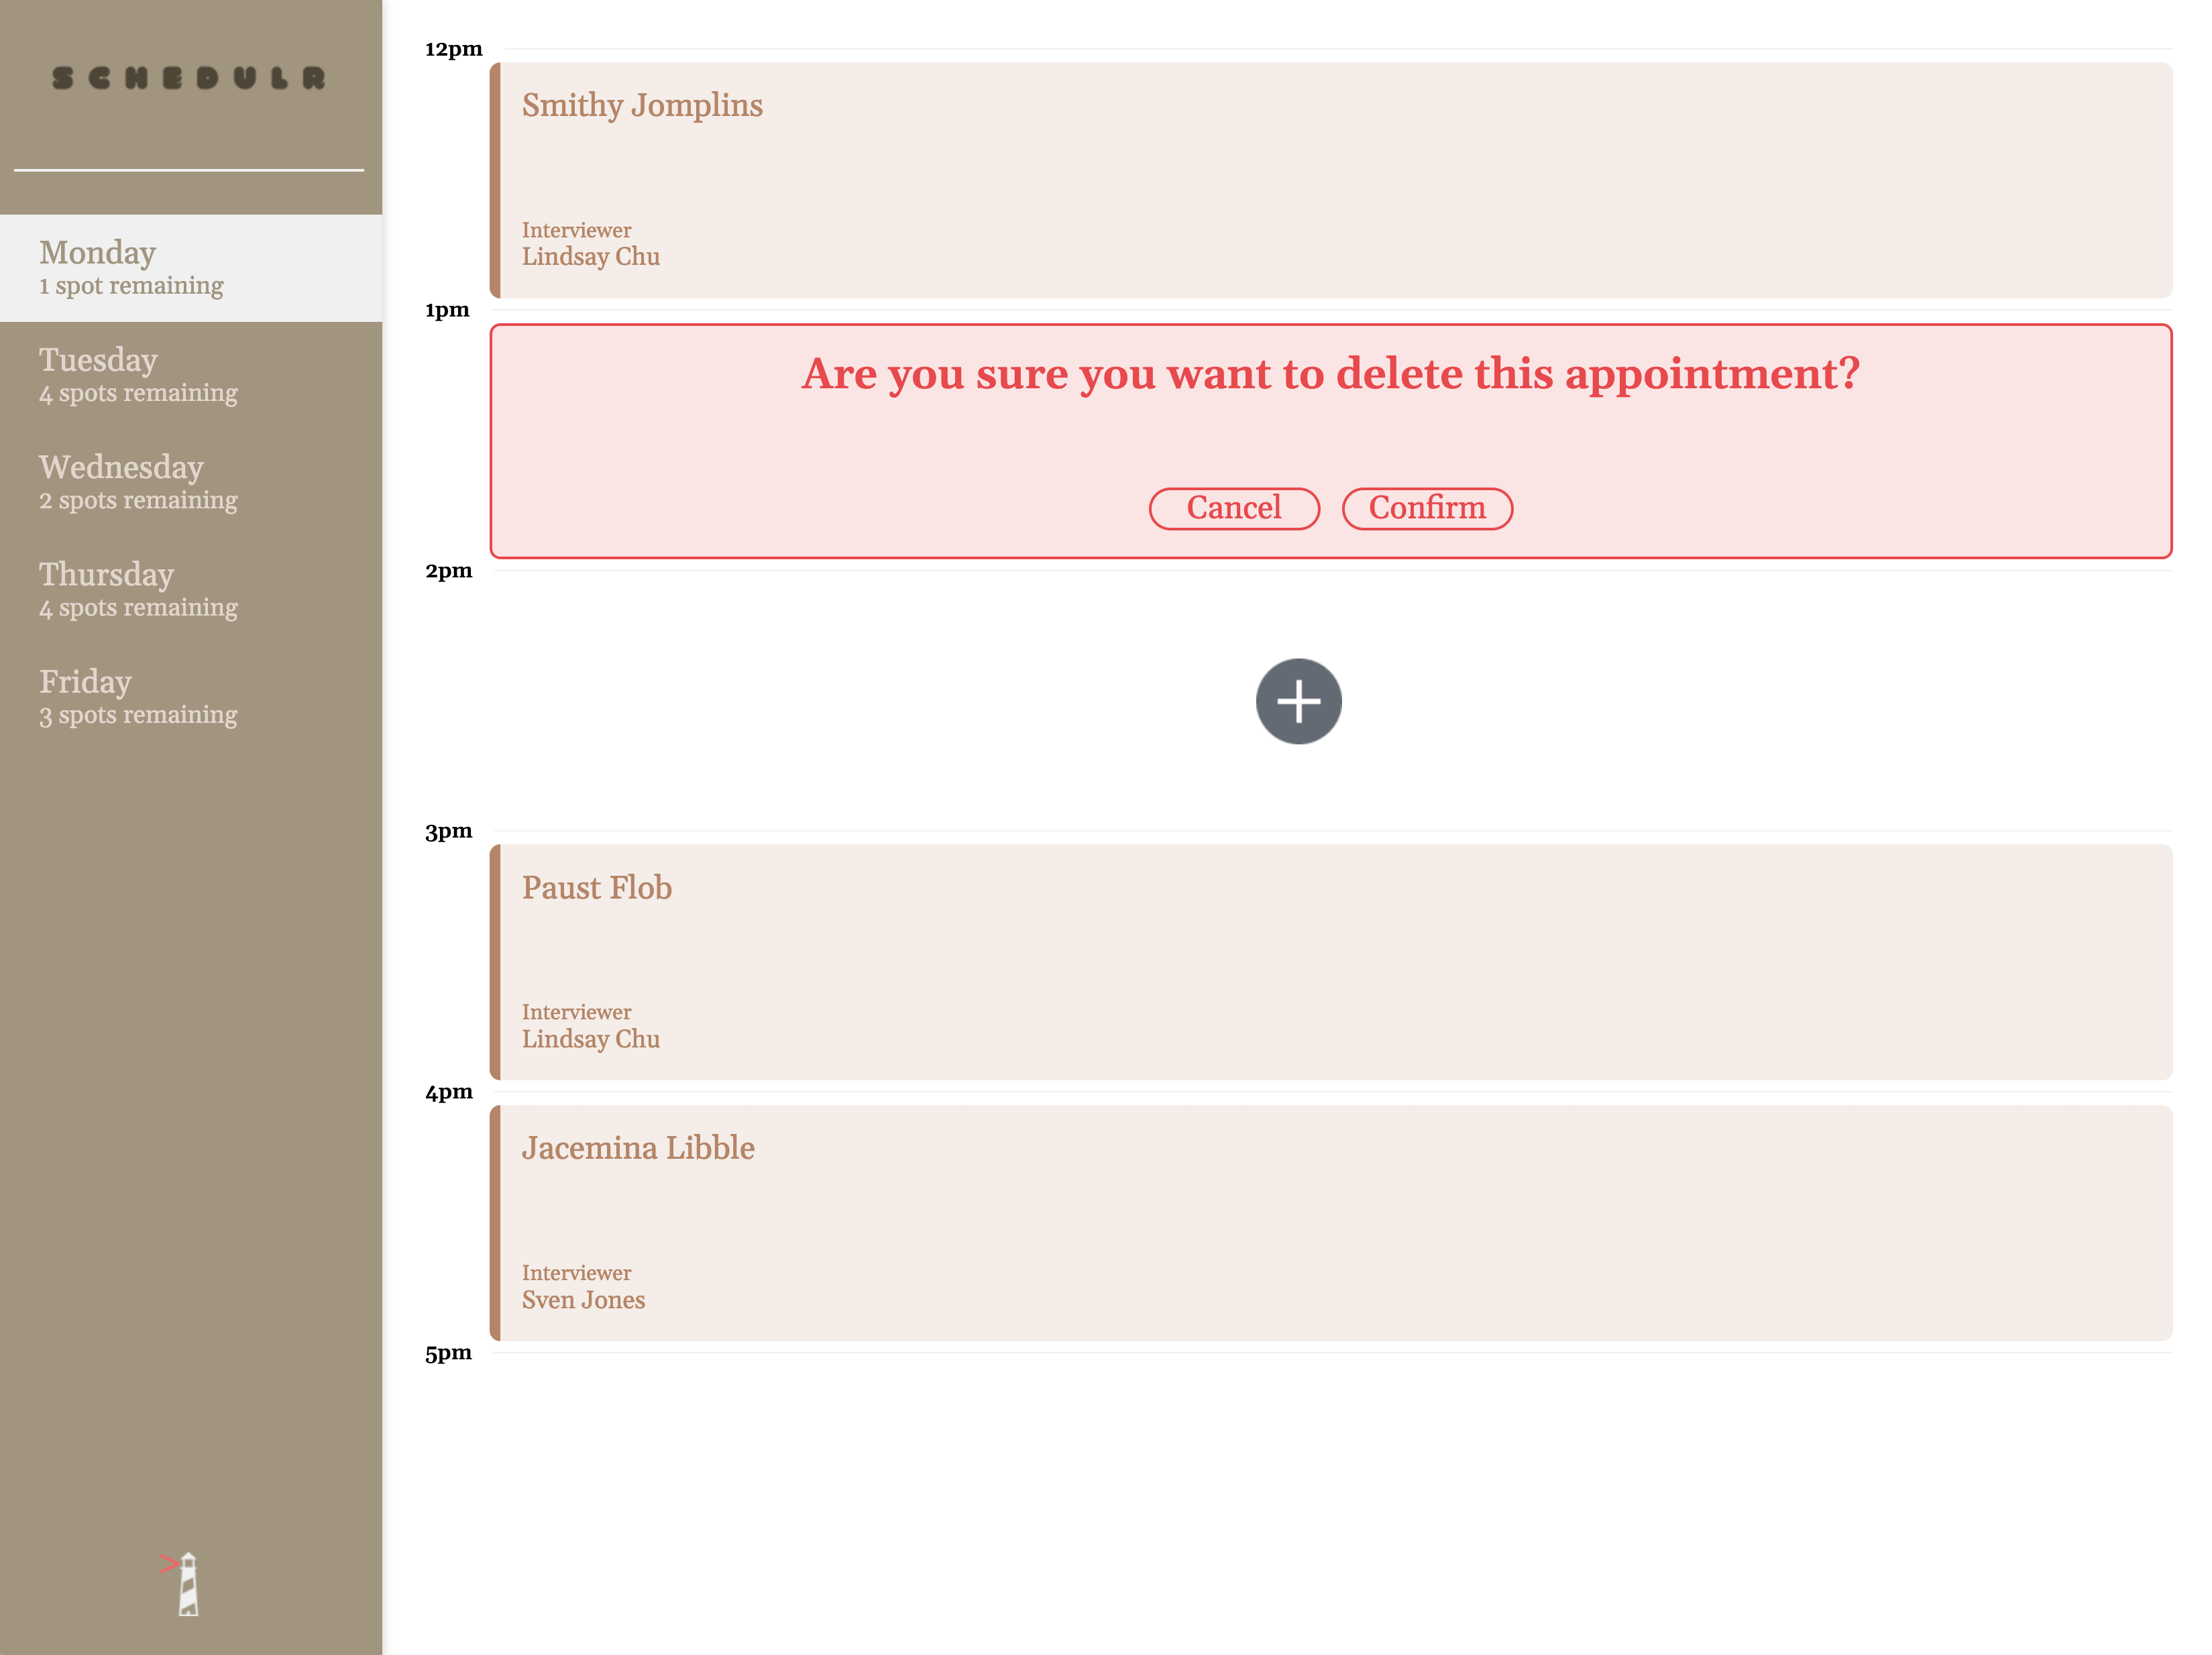 SCHEDULR
Monday
1 spot remaining
Tuesday
4 spots remaining
Wednesday
2 spots remaining
Thursday
4 spots remaining
Friday
3 spots remaining
12pm
Smithy Jomplins
Interviewer
Lindsay Chu
1pm
Are you sure you want to delete this appointment?
Cancel Confirm
2pm
3pm
Paust Flob
Interviewer
Lindsay Chu
4pm
Jacemina Libble
Interviewer
Sven Jones
5pm